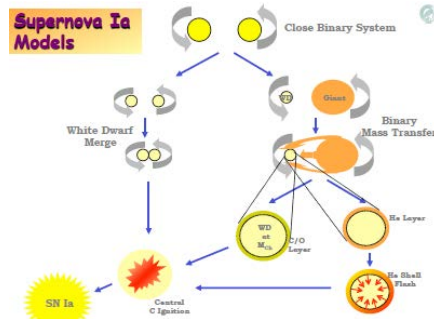 Supernova Ia
Models
Close Binary System
WD
Giant
Binary
Mass Transfer
White Dwarf
Merge
He Layer
WD
at
M_Ch
C/O
Layer
He Shell
Flash
SN Ia
Central
C Ignition